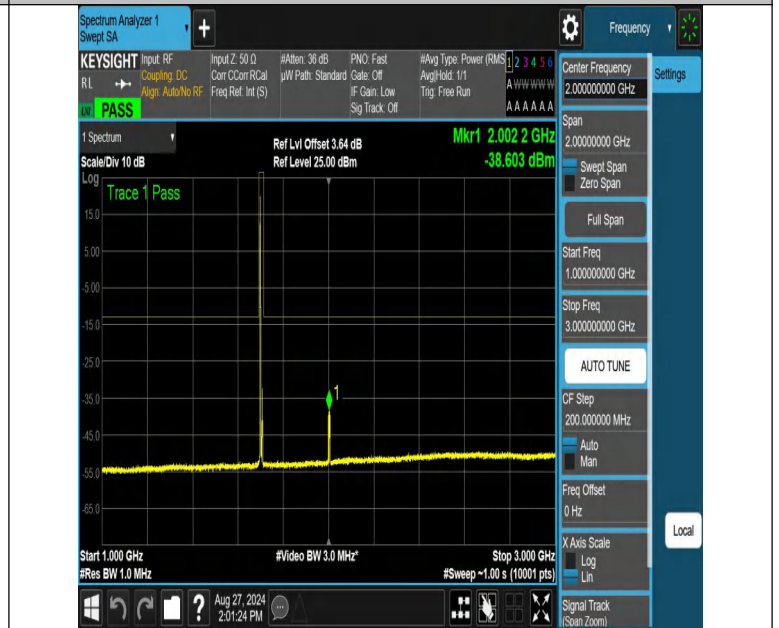 Spectrum Analyzer 1
Swept SA
+
Frequency
KEYSIGHT
RL
PASS
Input: RF
Coupling: DC
Align: Auto/No RF
Input Z: 50 Ω
Corr CCorr RCal
Freq Ref: Int (S)
#Atten: 36 dB
µW Path: Standard
PNO: Fast
Gate: Off
IF Gain: Low
Sig Track: Off
#Avg Type: Power (RMS
Avg|Hold: 1/1
Trig: Free Run
1 2 3 4 5 6
A W W W W W
A A A A A A
Center Frequency
2.000000000 GHz
Settings
1 Spectrum
Scale/Div 10 dB
Ref Lvl Offset 3.64 dB
Ref Level 25.00 dBm
Mkr1 2.002 2 GHz
-38.603 dBm
Span
2.00000000 GHz
Swept Span
Zero Span
Full Span
Start Freq
1.000000000 GHz
Stop Freq
3.000000000 GHz
AUTO TUNE
CF Step
200.000000 MHz
Auto
Man
Freq Offset
0 Hz
X Axis Scale
Log
Lin
Signal Track
(Span Zoom)
Local
Log
Trace 1 Pass
15.0
5.00
-5.00
-15.0
-25.0
-35.0
-45.0
-55.0
-65.0
1
Start 1.000 GHz
#Res BW 1.0 MHz
#Video BW 3.0 MHz*
Stop 3.000 GHz
#Sweep ~1.00 s (10001 pts)
?
Aug 27, 2024
2:01:24 PM